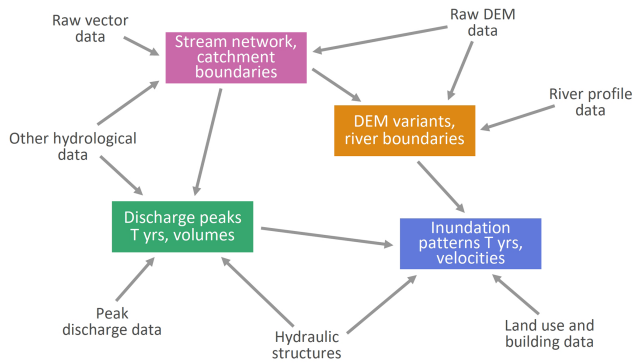 Raw vector
data
Stream network,
catchment
boundaries
Raw DEM
data
River profile
data
DEM variants,
river boundaries
Other hydrological
data
Discharge peaks
T yrs, volumes
Inundation
patterns T yrs,
velocities
Peak
discharge data
Hydraulic
structures
Land use and
building data